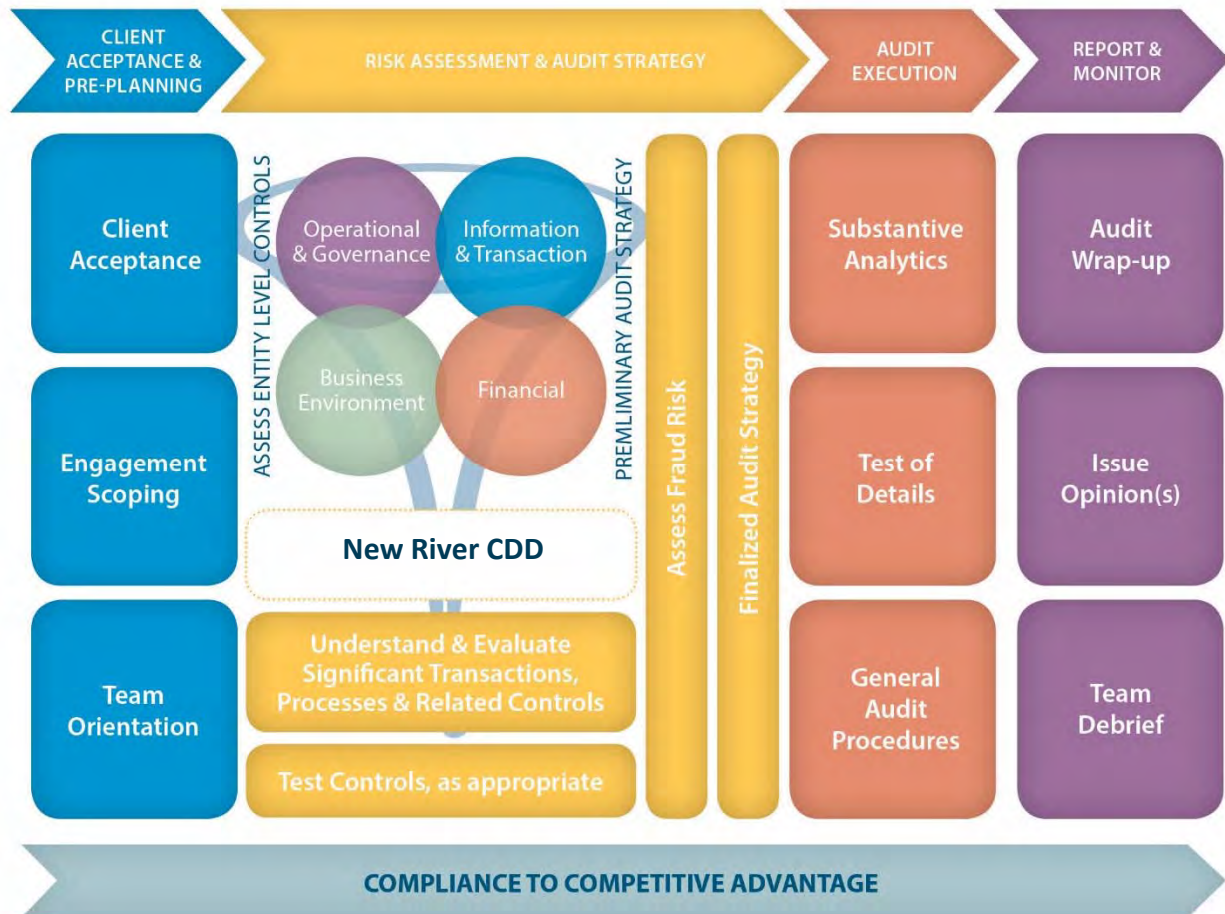 CLIENT
ACCEPTANCE &
PRE-PLANNING
RISK ASSESSMENT & AUDIT STRATEGY
AUDIT
EXECUTION
REPORT &
MONITOR
Client
Acceptance
Engagement
Scoping
Team
Orientation
ASSESS ENTITY LEVEL CONTROLS
Operational
& Governance
Information
& Transaction
Business
Environment
Financial
PREMLIMINARY AUDIT STRATEGY
New River CDD
Understand & Evaluate
Significant Transactions,
Processes & Related Controls
Test Controls, as appropriate
Assess Fraud Risk
Finalized Audit Strategy
Substantive
Analytics
Test of
Details
General
Audit
Procedures
Audit
Wrap-up
Issue
Opinion(s)
Team
Debrief
COMPLIANCE TO COMPETITIVE ADVANTAGE